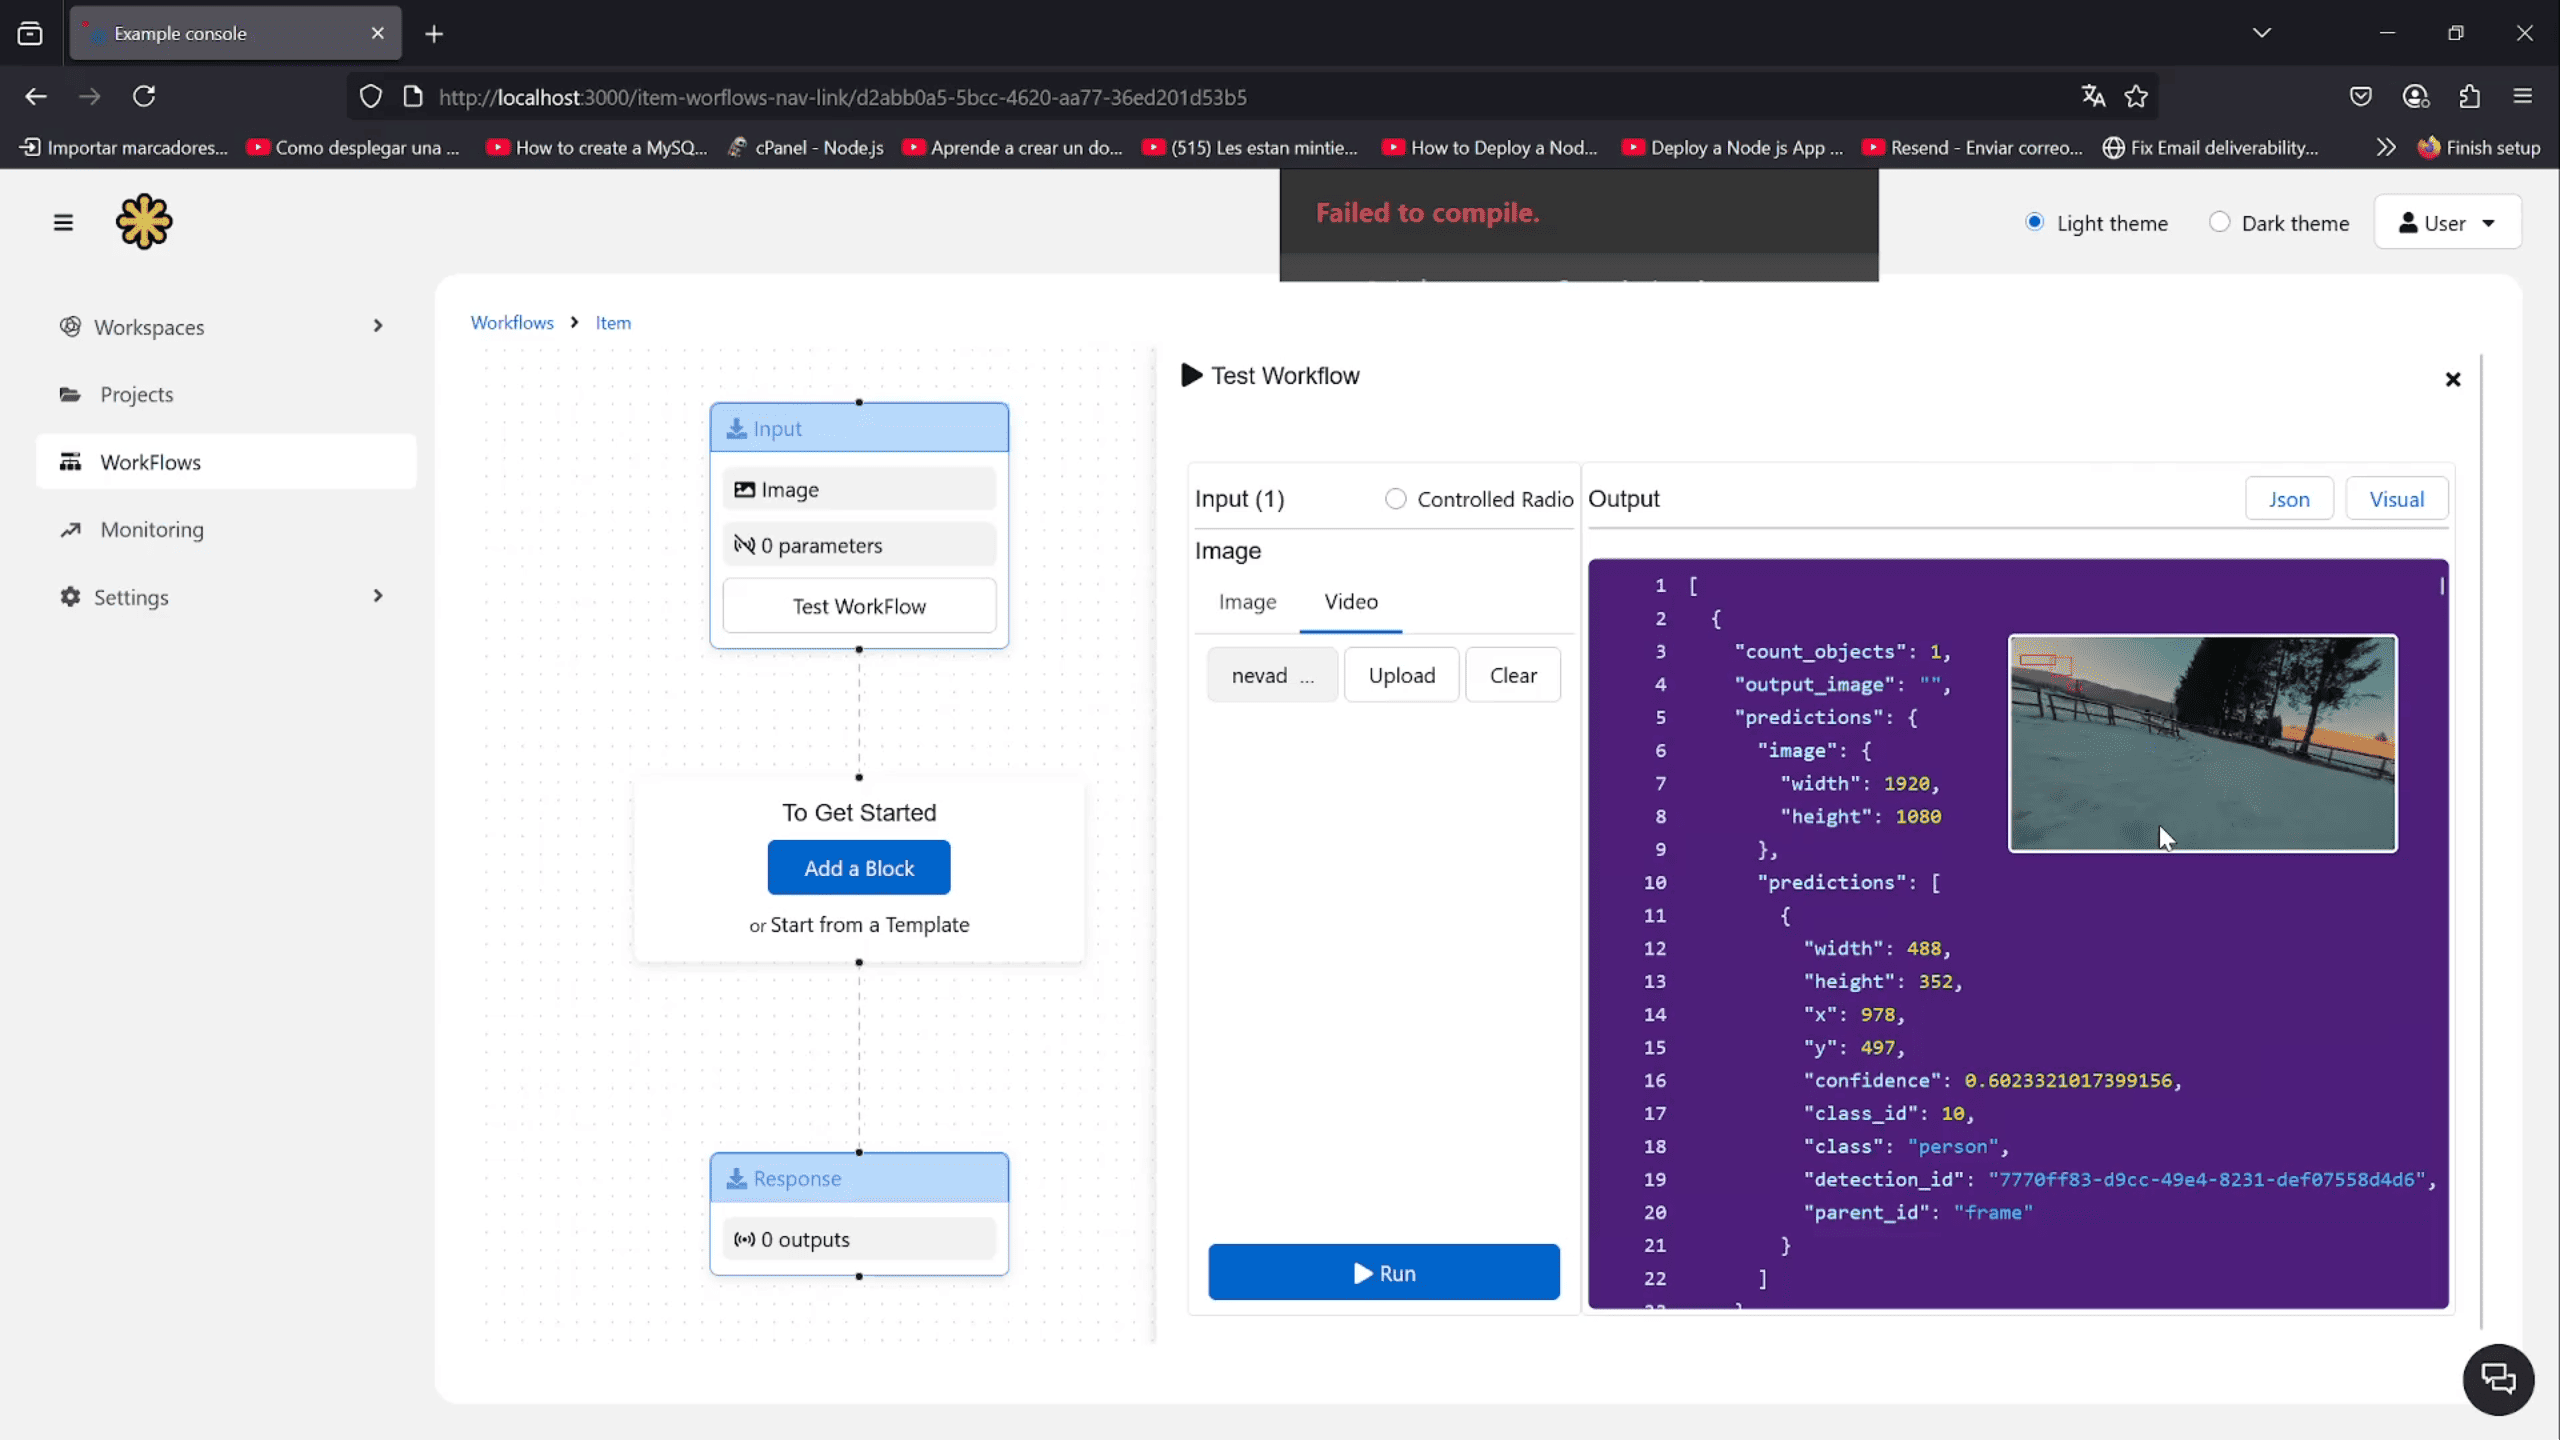 Example console
http://localhost:3000/item-worflows-nav-link/d2abb0a5-5bcc-4620-aa77-36ed201d53b5
Importar marcadores...
Como desplegar una ...
How to create a MySQ...
cPanel - Node.js
Aprende a crear un do...
(515) Les estan mintie...
How to Deploy a Nod...
Deploy a Node js App ...
Resend - Enviar correo...
Fix Email deliverability...
Finish setup
Failed to compile.
Light theme
Dark theme
User
Workspaces
Projects
WorkFlows
Monitoring
Settings
Workflows
Item
Input
Image
0 parameters
Test WorkFlow
To Get Started
Add a Block
or Start from a Template
Response
0 outputs
Test Workflow
Input (1)
Controlled Radio
Image
Image
Video
nevad ...
Upload
Clear
Run
Output
Json
Visual
1 [
2 {
3 "count_objects": 1,
4 "output_image": "",
5 "predictions": {
6 "image": {
7 "width": 1920,
8 "height": 1080
9 },
10 "predictions": [
11 {
12 "width": 488,
13 "height": 352,
14 "x": 978,
15 "y": 497,
16 "confidence": 0.6023321017399156,
17 "class_id": 10,
18 "class": "person",
19 "detection_id": "7770ff83-d9cc-49e4-8231-def07558d4d6",
20 "parent_id": "frame"
21 }
22 ]